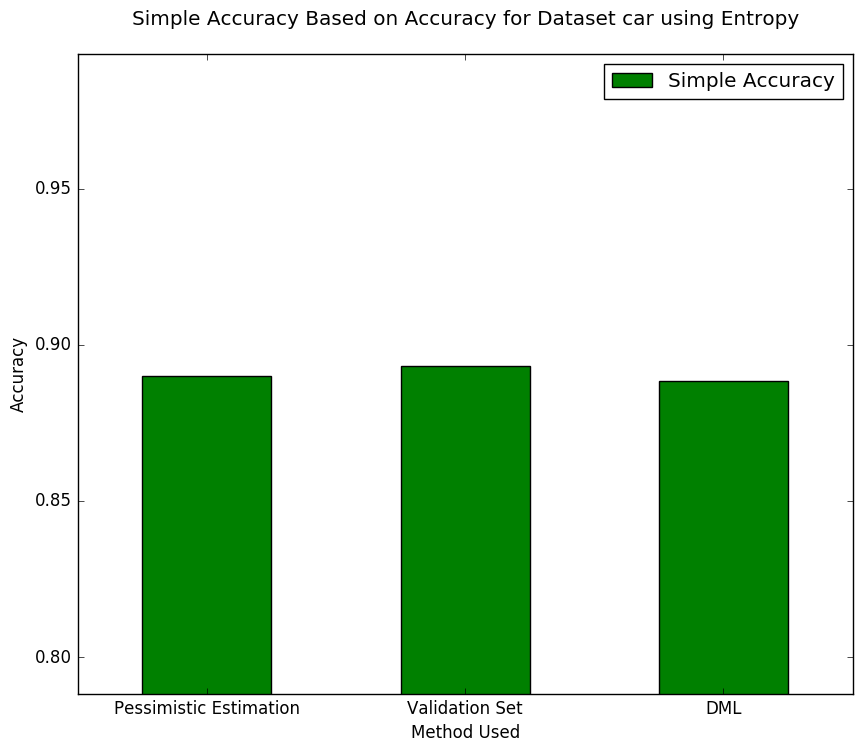 Simple Accuracy Based on Accuracy for Dataset car using Entropy
Simple Accuracy
0.95
0.90
0.85
0.80
Accuracy
Pessimistic Estimation
Validation Set
DML
Method Used